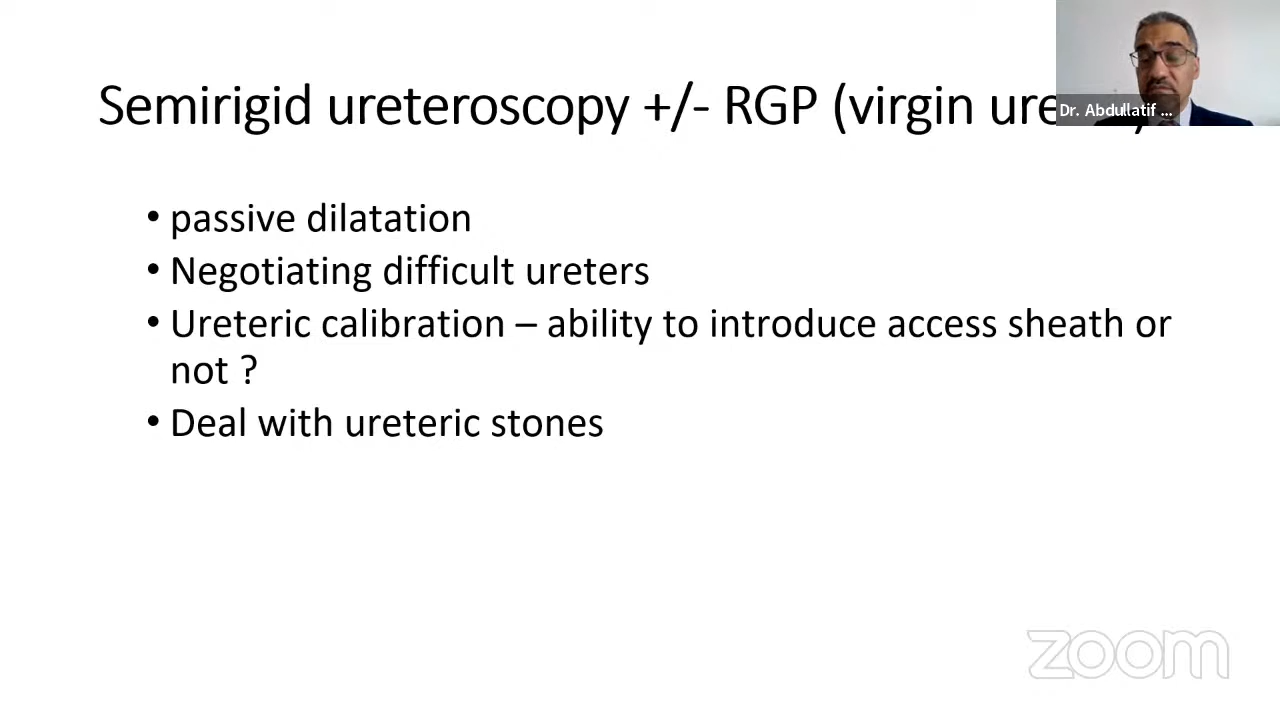 Semirigid ureteroscopy +/- RGP (virgin
Dr. Abdullatif ...
• passive dilatation
• Negotiating difficult ureters
• Ureteric calibration – ability to introduce access sheath or
not ?
• Deal with ureteric stones
zoom